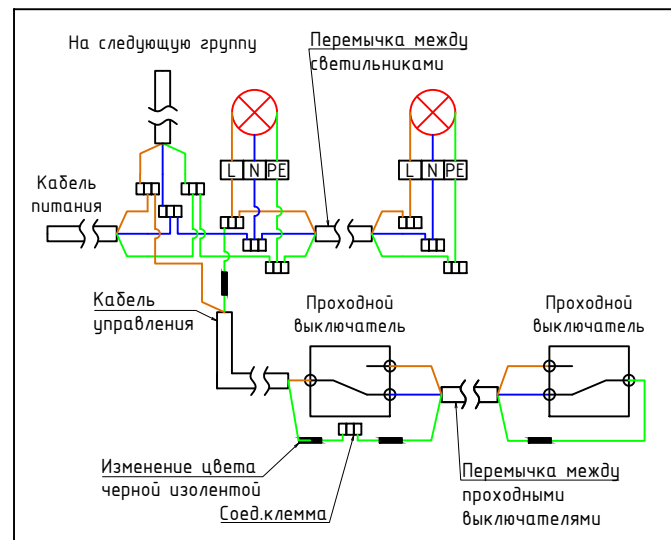 На следующую группу
Перемычка между
светильниками
L N PE
L N PE
Кабель
питания
Кабель
управления
Проходной
выключатель
Проходной
выключатель
Изменение цвета
черной изолентой
Соед.клемма
Перемычка между
проходными
выключателями